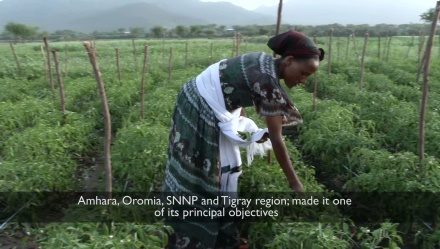 Amhara, Oromia, SNNP and Tigray region; made it one
of its principal objectives